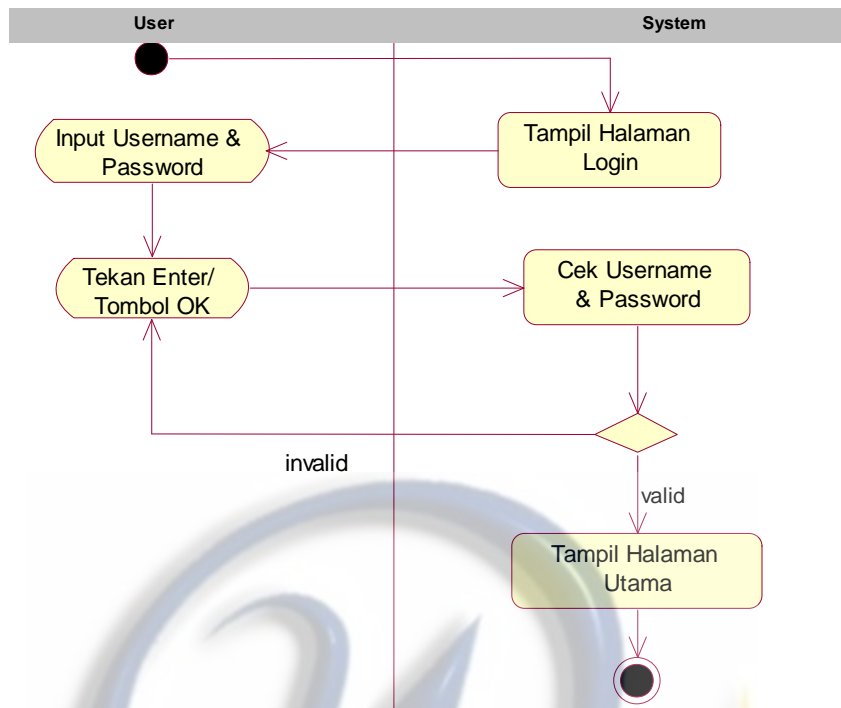 User
System
Tampil Halaman
Login
Input Username &
Password
Tekan Enter/
Tombol OK
Cek Username
& Password
invalid
valid
Tampil Halaman
Utama